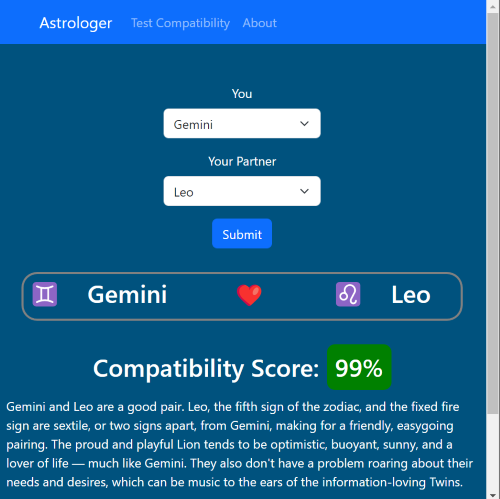 Astrologer Test Compatibility About
You
Gemini
Your Partner
Leo
Submit
♊ Gemini ❤️ ♌ Leo
Compatibility Score: 99%
Gemini and Leo are a good pair. Leo, the fifth sign of the zodiac, and the fixed fire
sign are sextile, or two signs apart, from Gemini, making for a friendly, easygoing
pairing. The proud and playful Lion tends to be optimistic, buoyant, sunny, and a
lover of life — much like Gemini. They also don't have a problem roaring about their
needs and desires, which can be music to the ears of the information-loving Twins.